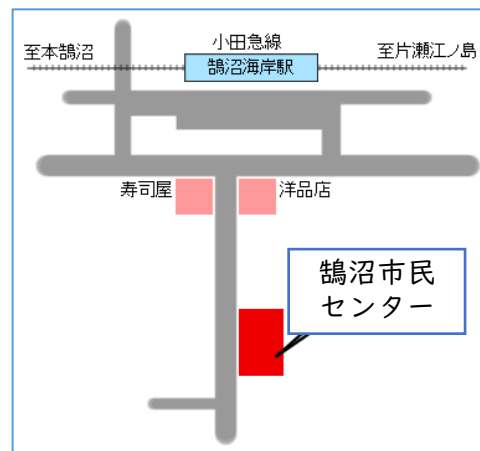 小田急線
至本鵠沼
鵠沼海岸駅
至片瀬江ノ島
寿司屋
洋品店
鵠沼市民
センター